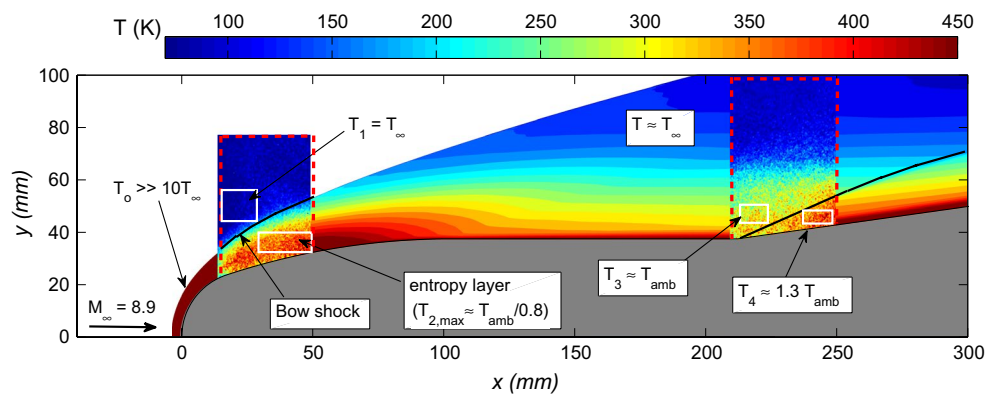 T (K)
100 150 200 250 300 350 400 450
100
80
60
40
20
0
y (mm)
T₁ = T∞
T₀ >> 10T∞
T ≈ T∞
M∞ = 8.9
Bow shock
entropy layer
(T₂,max ≈ Tamb/0.8)
T₃ ≈ Tamb
T₄ ≈ 1.3 Tamb
0 50 100 150 200 250 300
x (mm)